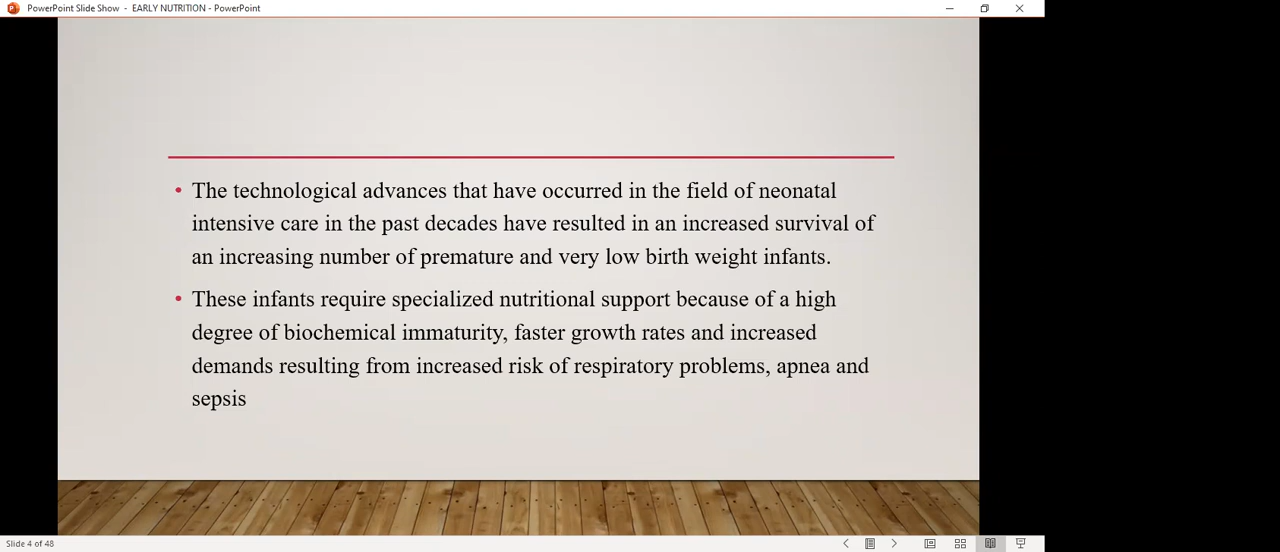 PowerPoint Slide Show - EARLY NUTRITION - PowerPoint
• The technological advances that have occurred in the field of neonatal
intensive care in the past decades have resulted in an increased survival of
an increasing number of premature and very low birth weight infants.
• These infants require specialized nutritional support because of a high
degree of biochemical immaturity, faster growth rates and increased
demands resulting from increased risk of respiratory problems, apnea and
sepsis
Slide 4 of 48